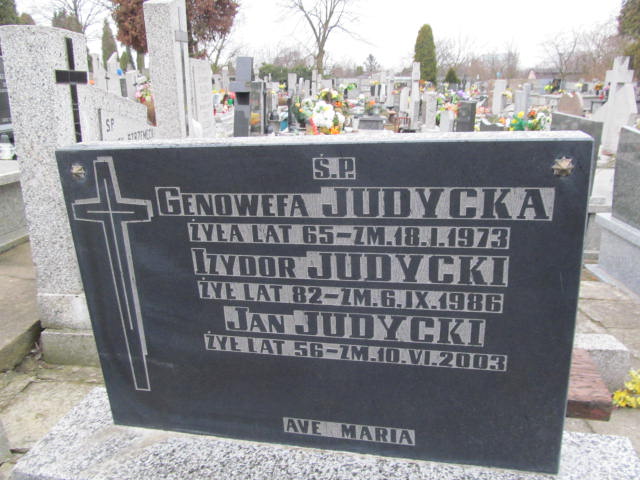 Ś.P.
GENOWEFA JUDYCKA
ŻYŁA LAT 65-ZM.18.I.1973
IZYDOR JUDYCKI
ŻYŁ LAT 82-ZM.6.IX.1986
JAN JUDYCKI
ŻYŁ LAT 56-ZM.10.VI.2003
AVE MARIA